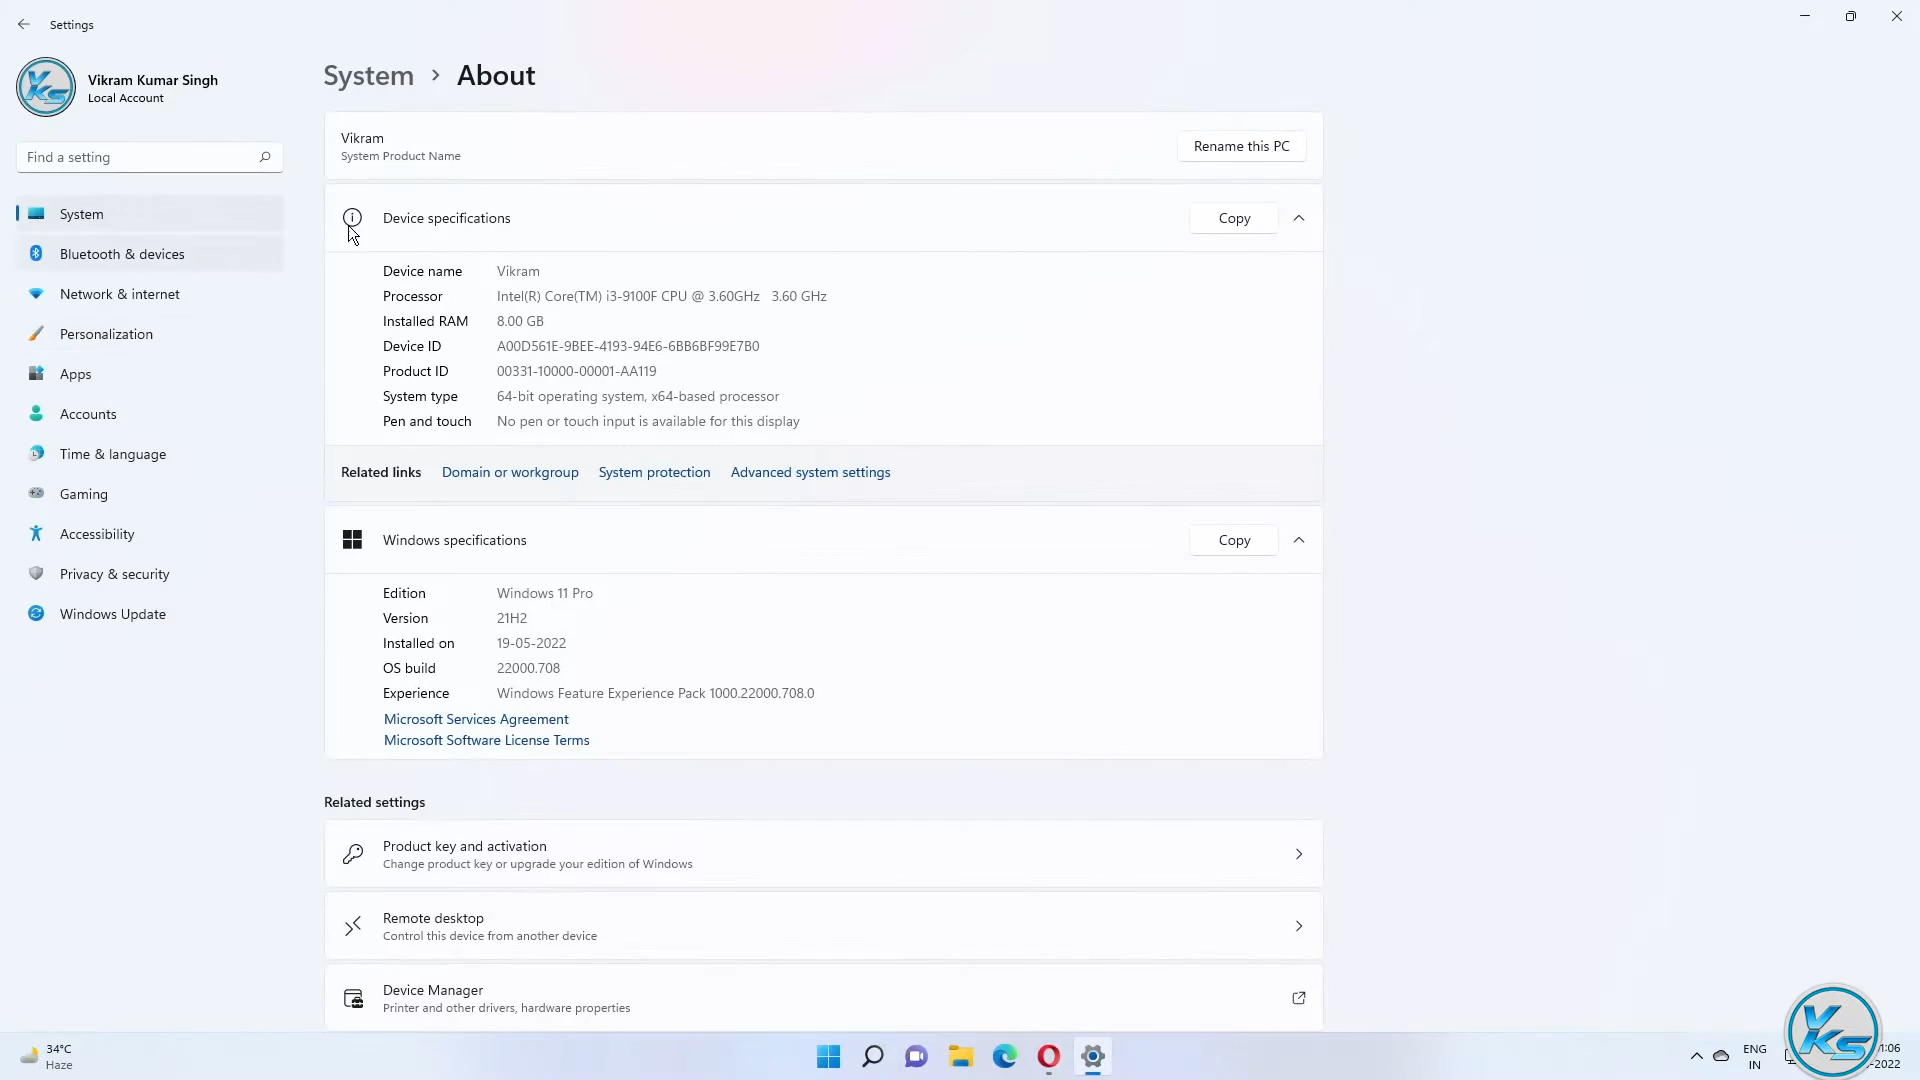 Settings
Vikram Kumar Singh
Local Account
Find a setting
System
Bluetooth & devices
Network & internet
Personalization
Apps
Accounts
Time & language
Gaming
Accessibility
Privacy & security
Windows Update
System > About
Vikram
System Product Name
Rename this PC
Device specifications
Copy
Device name Vikram
Processor Intel(R) Core(TM) i3-9100F CPU @ 3.60GHz 3.60 GHz
Installed RAM 8.00 GB
Device ID A00D561E-9BEE-4193-94E6-6BB6BF99E7B0
Product ID 00331-10000-00001-AA119
System type 64-bit operating system, x64-based processor
Pen and touch No pen or touch input is available for this display
Related links Domain or workgroup System protection Advanced system settings
Windows specifications
Copy
Edition Windows 11 Pro
Version 21H2
Installed on 19-05-2022
OS build 22000.708
Experience Windows Feature Experience Pack 1000.22000.708.0
Microsoft Services Agreement
Microsoft Software License Terms
Related settings
Product key and activation
Change product key or upgrade your edition of Windows
Remote desktop
Control this device from another device
Device Manager
Printer and other drivers, hardware properties
34°C
Haze
ENG
IN
VKS